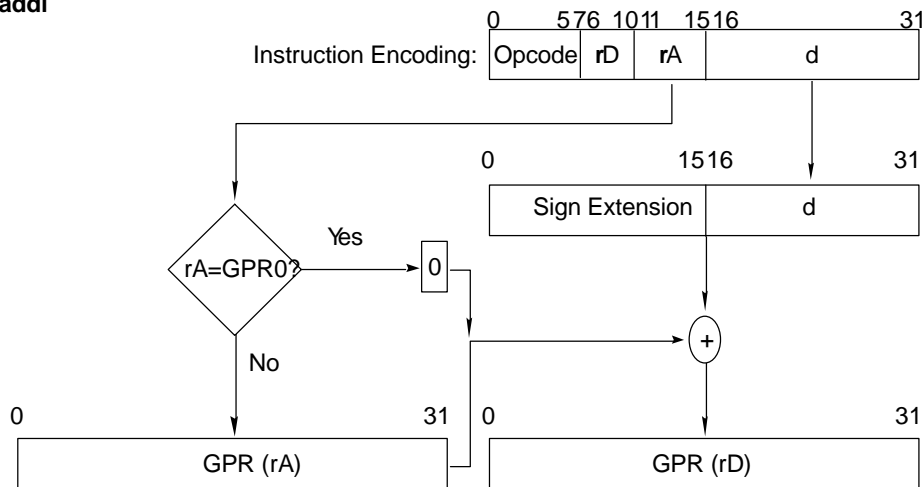 addi
0 5 7 6 10 11 15 16 31
Instruction Encoding: Opcode rD rA d
0 15 16 31
Sign Extension d
Yes
rA=GPR0? 0
+
No
0 31 0 31
GPR (rA) GPR (rD)